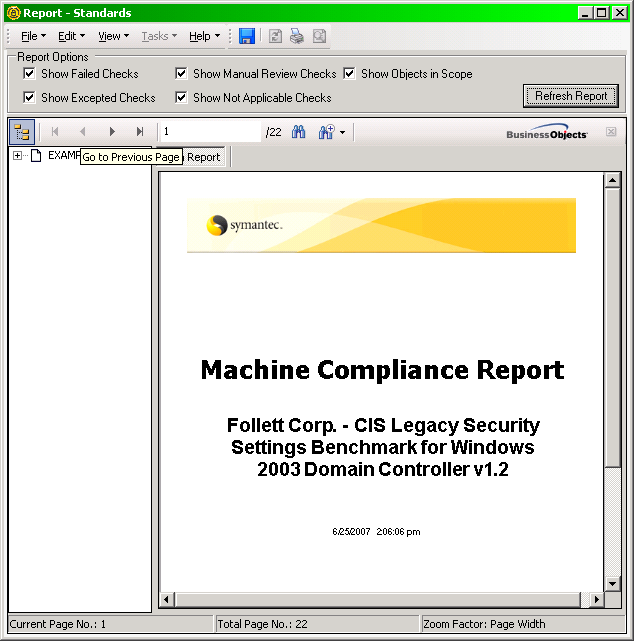 Report - Standards
File Edit View Tasks Help
Report Options
Show Failed Checks Show Manual Review Checks Show Objects in Scope
Show Excepted Checks Show Not Applicable Checks
Refresh Report
1 /22 BusinessObjects
EXAMP Go to Previous Page Report
symantec.
Machine Compliance Report
Follett Corp. - CIS Legacy Security
Settings Benchmark for Windows
2003 Domain Controller v1.2
6/25/2007 2:06:06 pm
Current Page No.: 1 Total Page No.: 22 Zoom Factor: Page Width